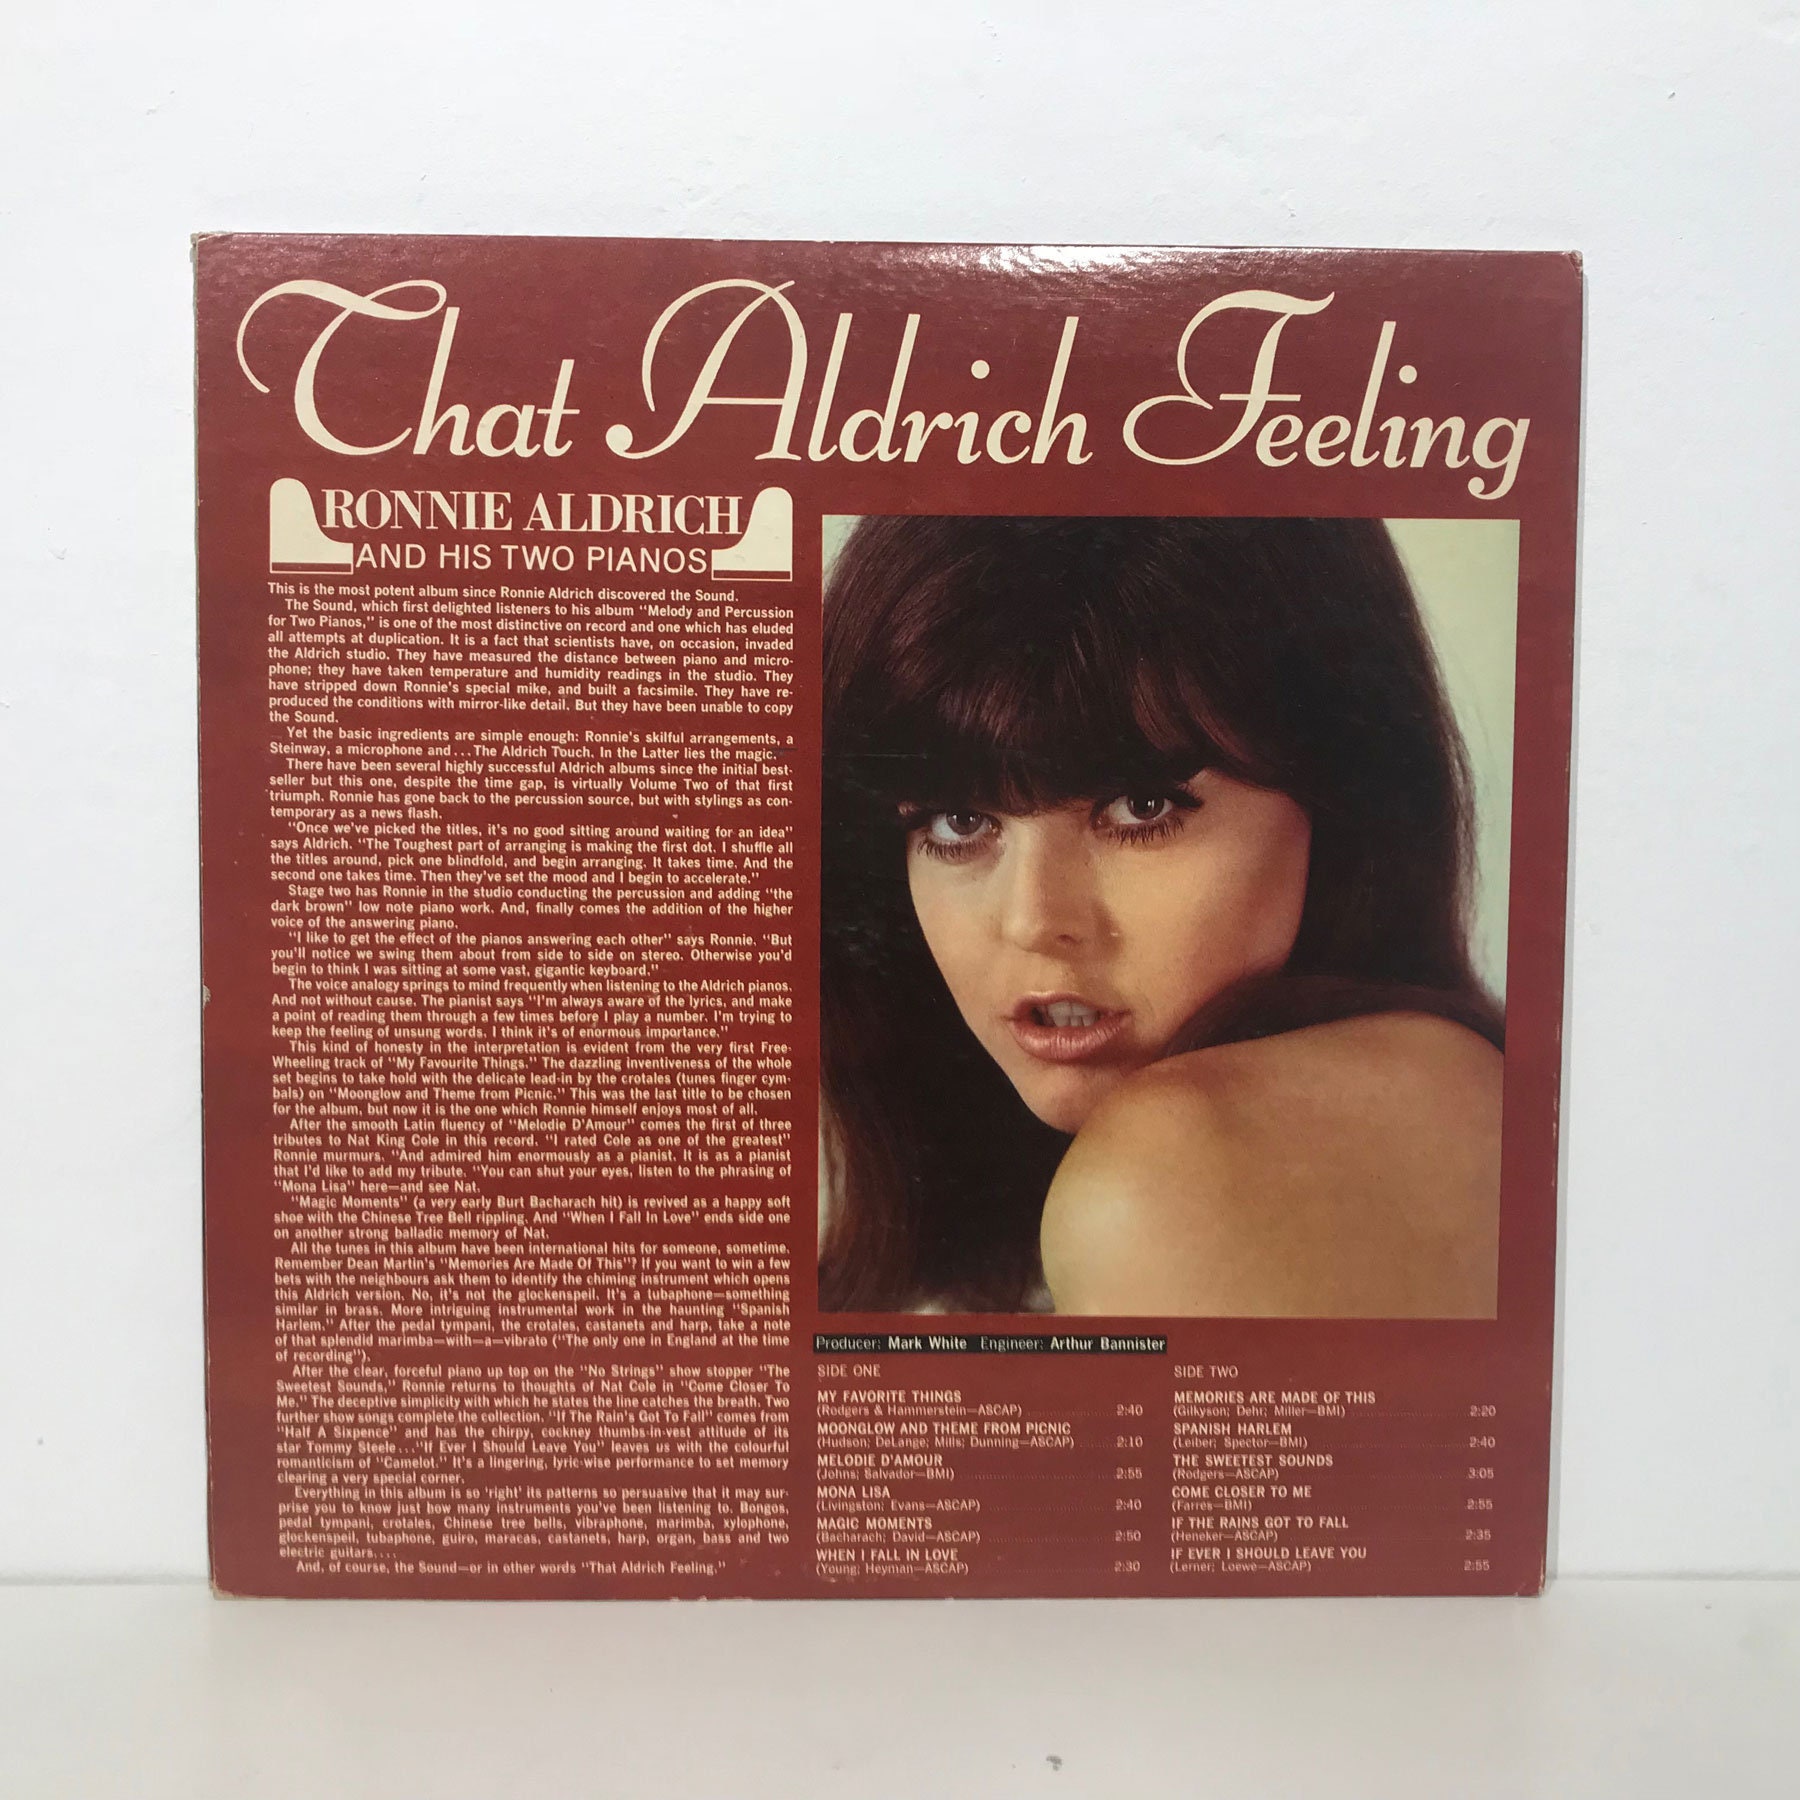 That Aldrich Feeling
RONNIE ALDRICH
AND HIS TWO PIANOS
This is the most potent album since Ronnie Aldrich discovered the Sound.
The Sound, which first delighted listeners to his album "Melody and Percussion
for Two Pianos," is one of the most distinctive on record and one which has eluded
all attempts at duplication. It is a fact that scientists have, on occasion, invaded
the Aldrich studio. They have measured the distance between piano and micro-
phone; they have taken temperature and humidity readings in the studio. They
have stripped down Ronnie's special mike, and built a facsimile. They have re-
produced the conditions with mirror-like detail. But they have been unable to copy
the Sound.
Yet the basic ingredients are simple enough: Ronnie's skilful arrangements, a
Steinway, a microphone and...The Aldrich Touch. In the Latter lies the magic.
There have been several highly successful Aldrich albums since the initial best-
seller but this one, despite the time gap, is virtually Volume Two of that first
triumph. Ronnie has gone back to the percussion source, but with stylings as con-
temporary as a news flash.
"Once we've picked the titles, it's no good sitting around waiting for an idea"
says Aldrich. "The Toughest part of arranging is making the first dot. I shuffle all
the titles around, pick one blindfold, and begin arranging. It takes time. And the
second one takes time. Then they've set the mood and I begin to accelerate."
Stage two has Ronnie in the studio conducting the percussion and adding "the
dark brown" low note piano work. And, finally comes the addition of the higher
voice of the answering piano.
"I like to get the effect of the pianos answering each other" says Ronnie. "But
you'll notice we swing them about from side to side on stereo. Otherwise you'd
begin to think I was sitting at some vast, gigantic keyboard."
The voice analogy springs to mind frequently when listening to the Aldrich pianos.
And not without cause. The pianist says "I'm always aware of the lyrics, and make
a point of reading them through a few times before I play a number. I'm trying to
keep the feeling of unsung words. I think it's of enormous importance."
This kind of honesty in the interpretation is evident from the very first Free-
Wheeling track of "My Favourite Things." The dazzling inventiveness of the whole
set begins to take hold with the delicate lead-in by the crotales (tunes finger cym-
bals) on "Moonglow and Theme from Picnic." This was the last title to be chosen
for the album, but now it is the one which Ronnie himself enjoys most of all.
After the smooth Latin fluency of "Melodie D'Amour" comes the first of three
tributes to Nat King Cole in this record. "I rated Cole as one of the greatest"
Ronnie murmurs. "And admired him enormously as a pianist. It is as a pianist
that I'd like to add my tribute. "You can shut your eyes, listen to the phrasing of
"Mona Lisa" here—and see Nat.
"Magic Moments" (a very early Burt Bacharach hit) is revived as a happy soft
shoe with the Chinese Tree Bell rippling. And "When I Fall In Love" ends side one
on another strong balladic memory of Nat.
All the tunes in this album have been international hits for someone, sometime.
Remember Dean Martin's "Memories Are Made Of This"? If you want to win a few
bets with the neighbours ask them to identify the chiming instrument which opens
this Aldrich version. No, it's not the glockenspeil. It's a tubaphone—something
similar in brass. More intriguing instrumental work in the haunting "Spanish
Harlem." After the pedal tympani, the crotales, castanets and harp, take a note
of that splendid marimba—with—a—vibrato ("The only one in England at the time
of recording").
After the clear, forceful piano up top on the "No Strings" show stopper "The
Sweetest Sounds," Ronnie returns to thoughts of Nat Cole in "Come Closer To
Me." The deceptive simplicity with which he states the line catches the breath. Two
further show songs complete the collection. "If The Rain's Got To Fall" comes from
"Half A Sixpence" and has the chirpy, cockney thumbs-in-vest attitude of its
star Tommy Steele..."If Ever I Should Leave You" leaves us with the colourful
romanticism of "Camelot." It's a lingering, lyric-wise performance to set memory
clearing a very special corner.
Everything in this album is so 'right' its patterns so persuasive that it may sur-
prise you to know just how many instruments you've been listening to. Bongos,
pedal tympani, crotales, Chinese tree bells, vibraphone, marimba, xylophone,
glockenspeil, tubaphone, guiro, maracas, castanets, harp, organ, bass and two
electric guitars....
And, of course, the Sound—or in other words "That Aldrich Feeling."
Producer: Mark White Engineer: Arthur Bannister
SIDE ONE
MY FAVORITE THINGS
(Rodgers & Hammerstein—ASCAP) 2:40
MOONGLOW AND THEME FROM PICNIC
(Hudson; DeLange; Mills; Dunning—ASCAP) 2:10
MELODIE D'AMOUR
(Johns; Salvador—BMI) 2:55
MONA LISA
(Livingston; Evans—ASCAP) 2:40
MAGIC MOMENTS
(Bacharach; David—ASCAP) 2:50
WHEN I FALL IN LOVE
(Young; Heyman—ASCAP) 2:30
SIDE TWO
MEMORIES ARE MADE OF THIS
(Gilkyson; Dehr; Miller—BMI) 2:20
SPANISH HARLEM
(Leiber; Spector—BMI) 2:40
THE SWEETEST SOUNDS
(Rodgers—ASCAP) 3:05
COME CLOSER TO ME
(Farres—BMI) 2:55
IF THE RAINS GOT TO FALL
(Heneker—ASCAP) 2:35
IF EVER I SHOULD LEAVE YOU
(Lerner; Loewe—ASCAP) 2:55